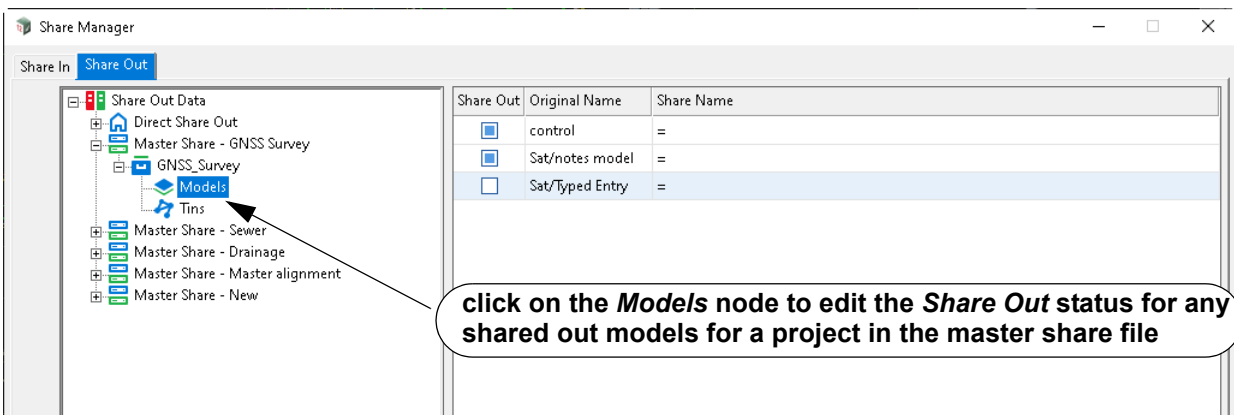 Share Manager
Share In Share Out
Share Out Data
Direct Share Out
Master Share - GNSS Survey
GNSS_Survey
Models
Tins
Master Share - Sewer
Master Share - Drainage
Master Share - Master alignment
Master Share - New
Share Out Original Name Share Name
control =
Sat/notes model =
Sat/Typed Entry =
click on the Models node to edit the Share Out status for any
shared out models for a project in the master share file